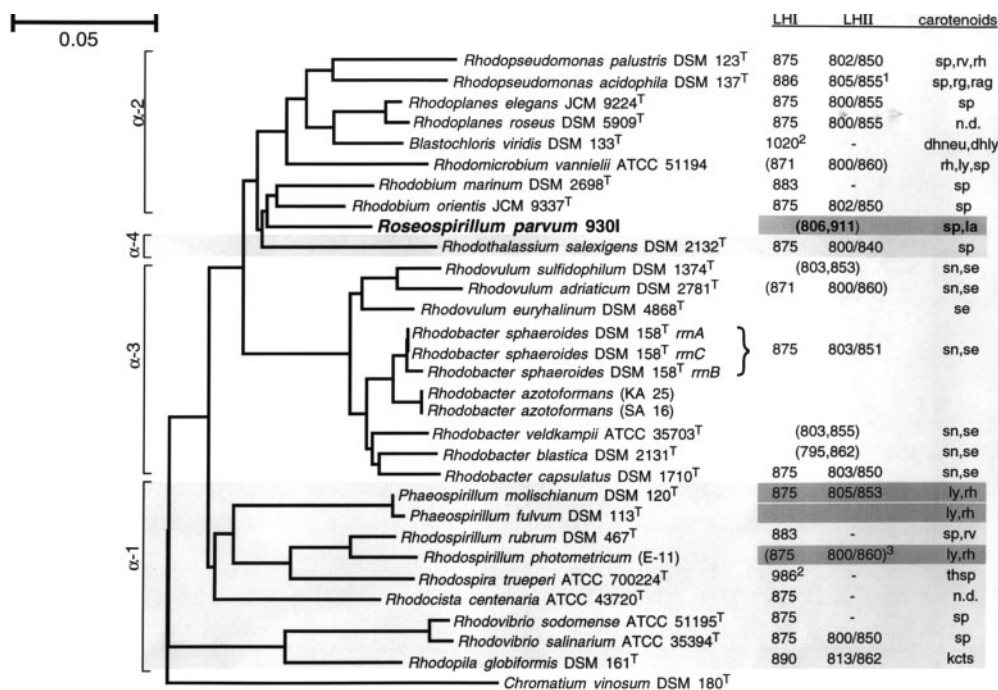 LHI LHII carotenoids
0.05
α-2
Rhodopseudomonas palustris DSM 123ᵀ 875 802/850 sp,rv,rh
Rhodopseudomonas acidophila DSM 137ᵀ 886 805/855¹ sp,rg,rag
Rhodoplanes elegans JCM 9224ᵀ 875 800/855 sp
Rhodoplanes roseus DSM 5909ᵀ 875 800/855 n.d.
Blastochloris viridis DSM 133ᵀ 1020² - dhneu,dhly
Rhodomicrobium vannielii ATCC 51194 (871 800/860) rh,ly,sp
Rhodobium marinum DSM 2698ᵀ 883 - sp
Rhodobium orientis JCM 9337ᵀ 875 802/850 sp
Roseospirillum parvum 930I (806,911) sp,la
α-4
Rhodothalassium salexigens DSM 2132ᵀ 875 800/840 sp
α-3
Rhodovulum sulfidophilum DSM 1374ᵀ (803,853) sn,se
Rhodovulum adriaticum DSM 2781ᵀ (871 800/860) sn,se
Rhodovulum euryhalinum DSM 4868ᵀ se
Rhodobacter sphaeroides DSM 158ᵀ rrnA
Rhodobacter sphaeroides DSM 158ᵀ rrnC 875 803/851 sn,se
Rhodobacter sphaeroides DSM 158ᵀ rrnB
Rhodobacter azotoformans (KA 25)
Rhodobacter azotoformans (SA 16)
Rhodobacter veldkampii ATCC 35703ᵀ (803,855) sn,se
Rhodobacter blastica DSM 2131ᵀ (795,862) sn,se
Rhodobacter capsulatus DSM 1710ᵀ 875 803/850 sn,se
α-1
Phaeospirillum molischianum DSM 120ᵀ 875 805/853 ly,rh
Phaeospirillum fulvum DSM 113ᵀ ly,rh
Rhodospirillum rubrum DSM 467ᵀ 883 - sp,rv
Rhodospirillum photometricum (E-11) (875 800/860)³ ly,rh
Rhodospira trueperi ATCC 700224ᵀ 986² - thsp
Rhodocista centenaria ATCC 43720ᵀ 875 - n.d.
Rhodovibrio sodomense ATCC 51195ᵀ 875 - sp
Rhodovibrio salinarium ATCC 35394ᵀ 875 800/850 sp
Rhodopila globiformis DSM 161ᵀ 890 813/862 kcts
Chromatium vinosum DSM 180ᵀ